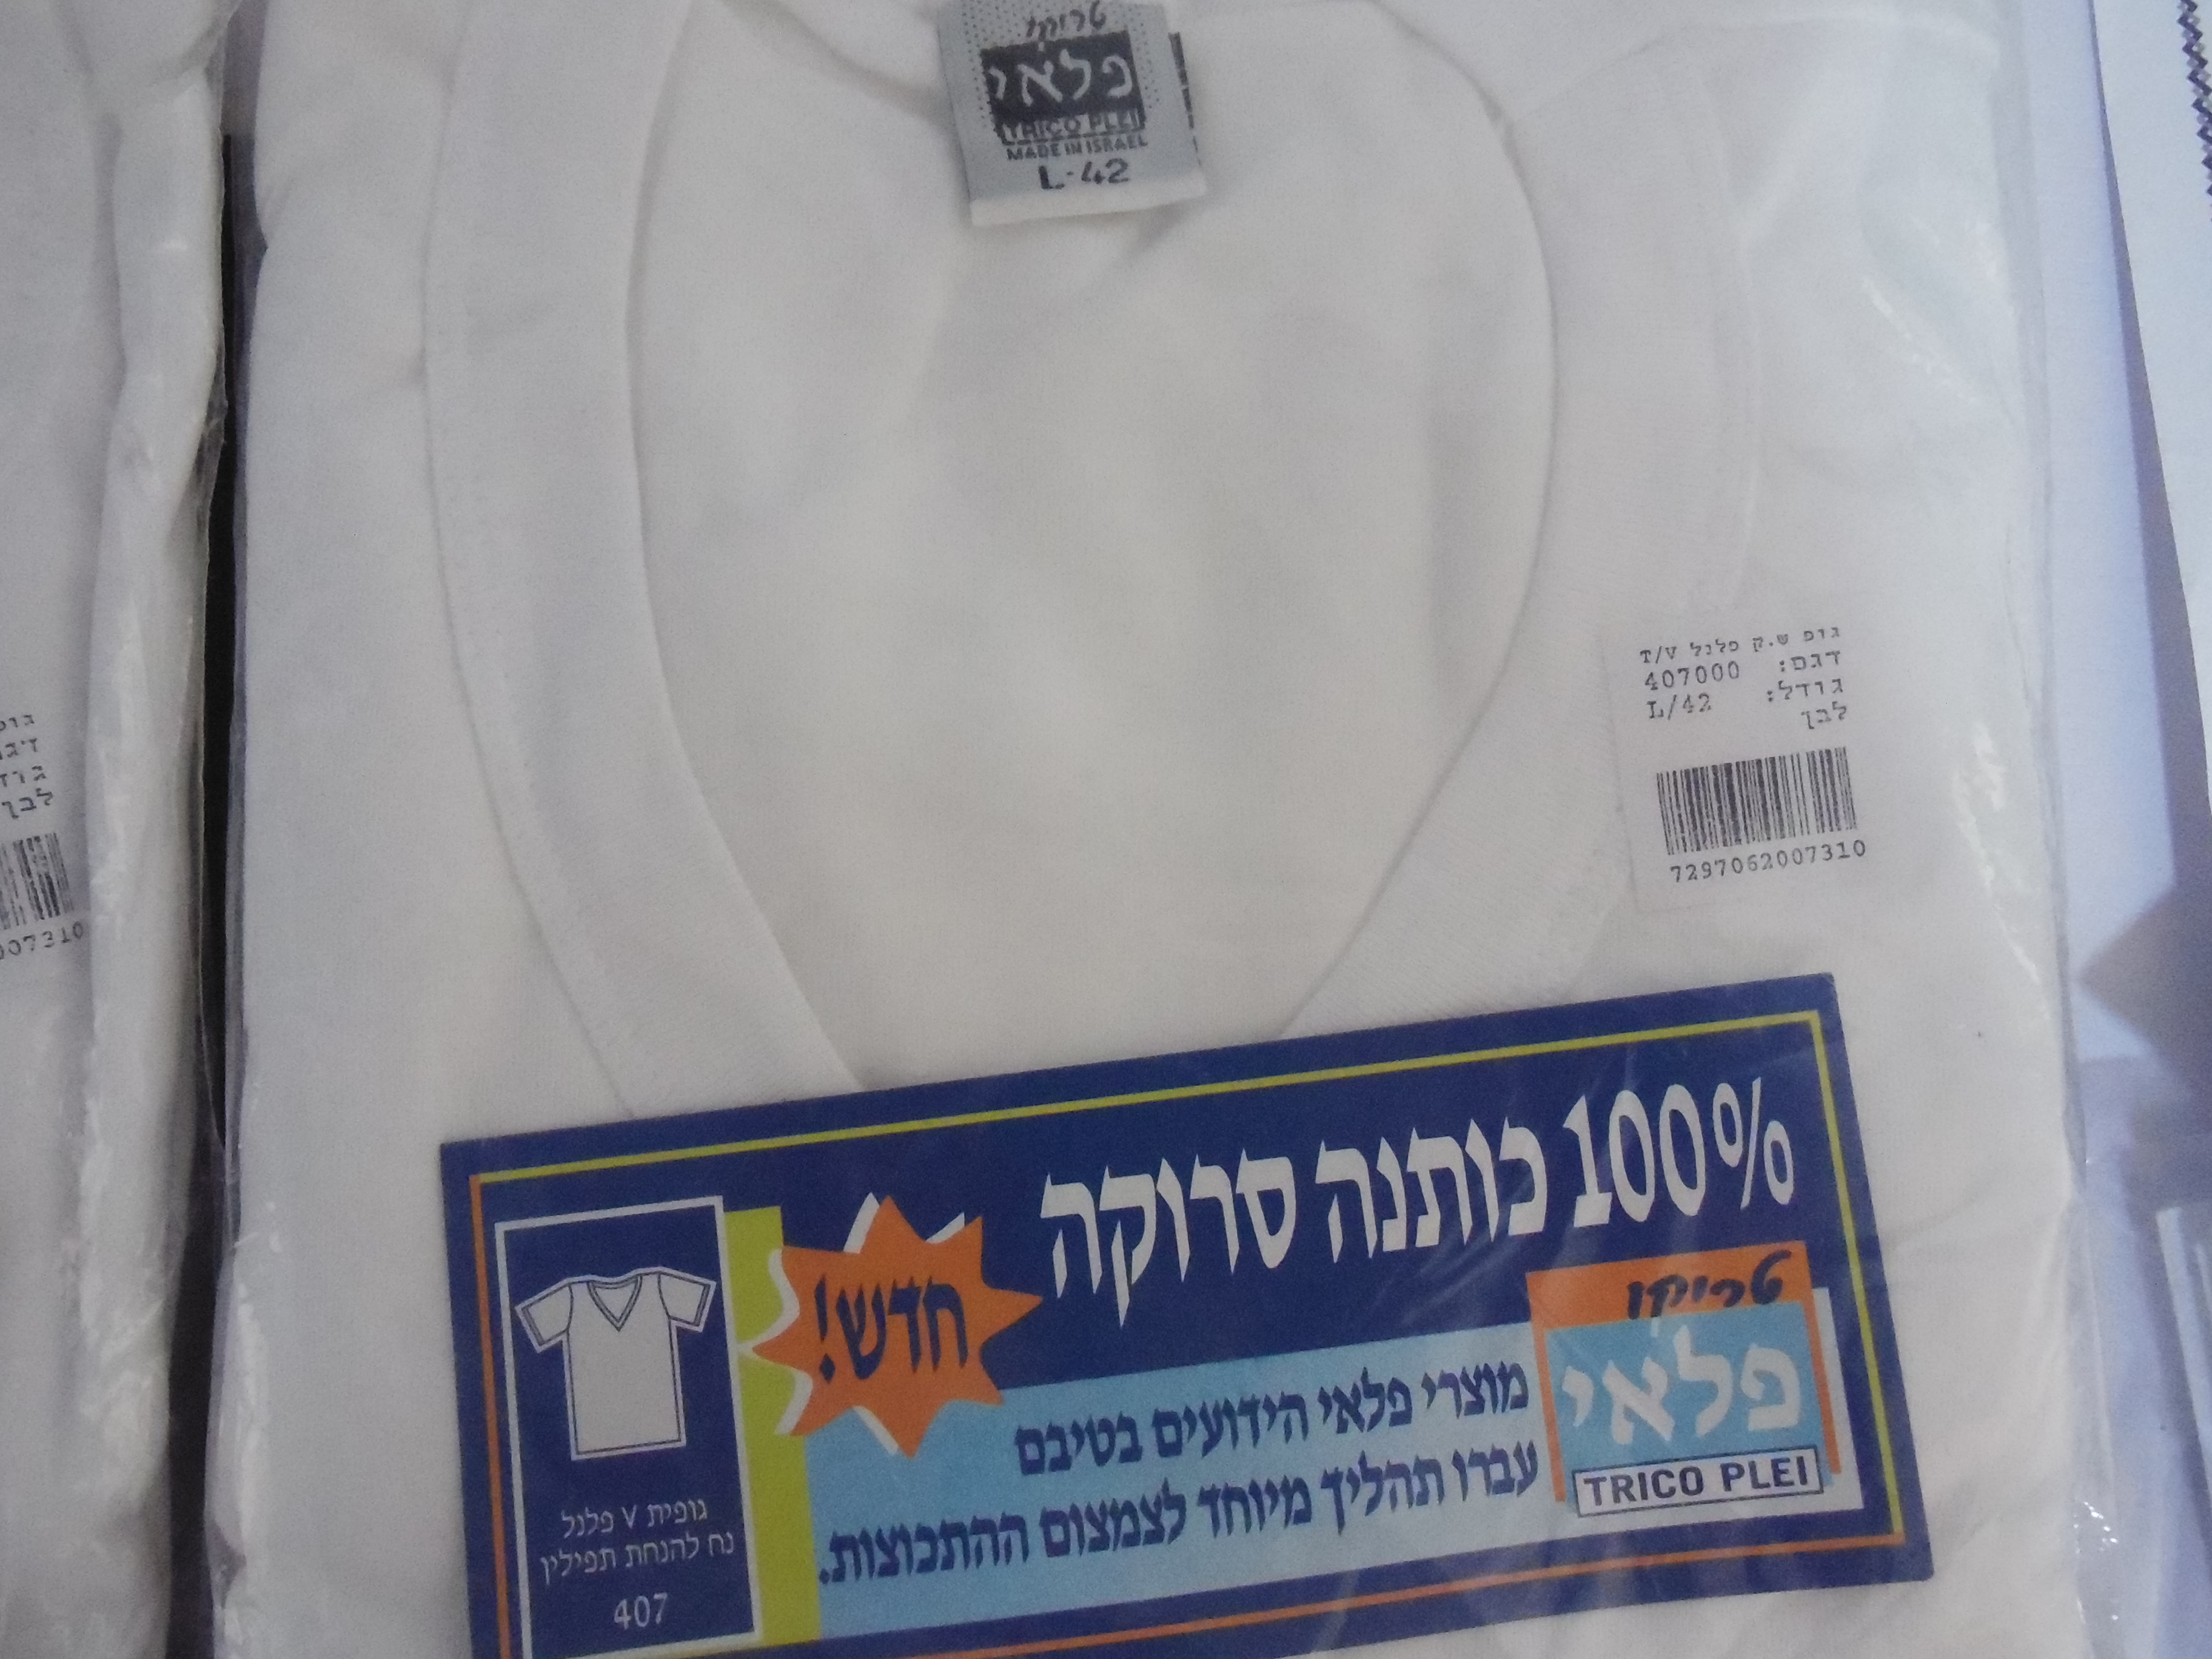 טריקו
פלאי
TRICO PLEI
MADE IN ISRAEL
L-42
גופ ש.ק פלנל T/V
דגם: 407000
גודל: L/42
לבן
7297062007310
לבן
007310
100% כותנה סרוקה
חדש!
טריקו
פלאי
TRICO PLEI
מוצרי פלאי הידועים בטיבם
עברו תהליך מיוחד לצמצום ההתכווצות.
גופית V פלנל
נח להנחת תפילין
407